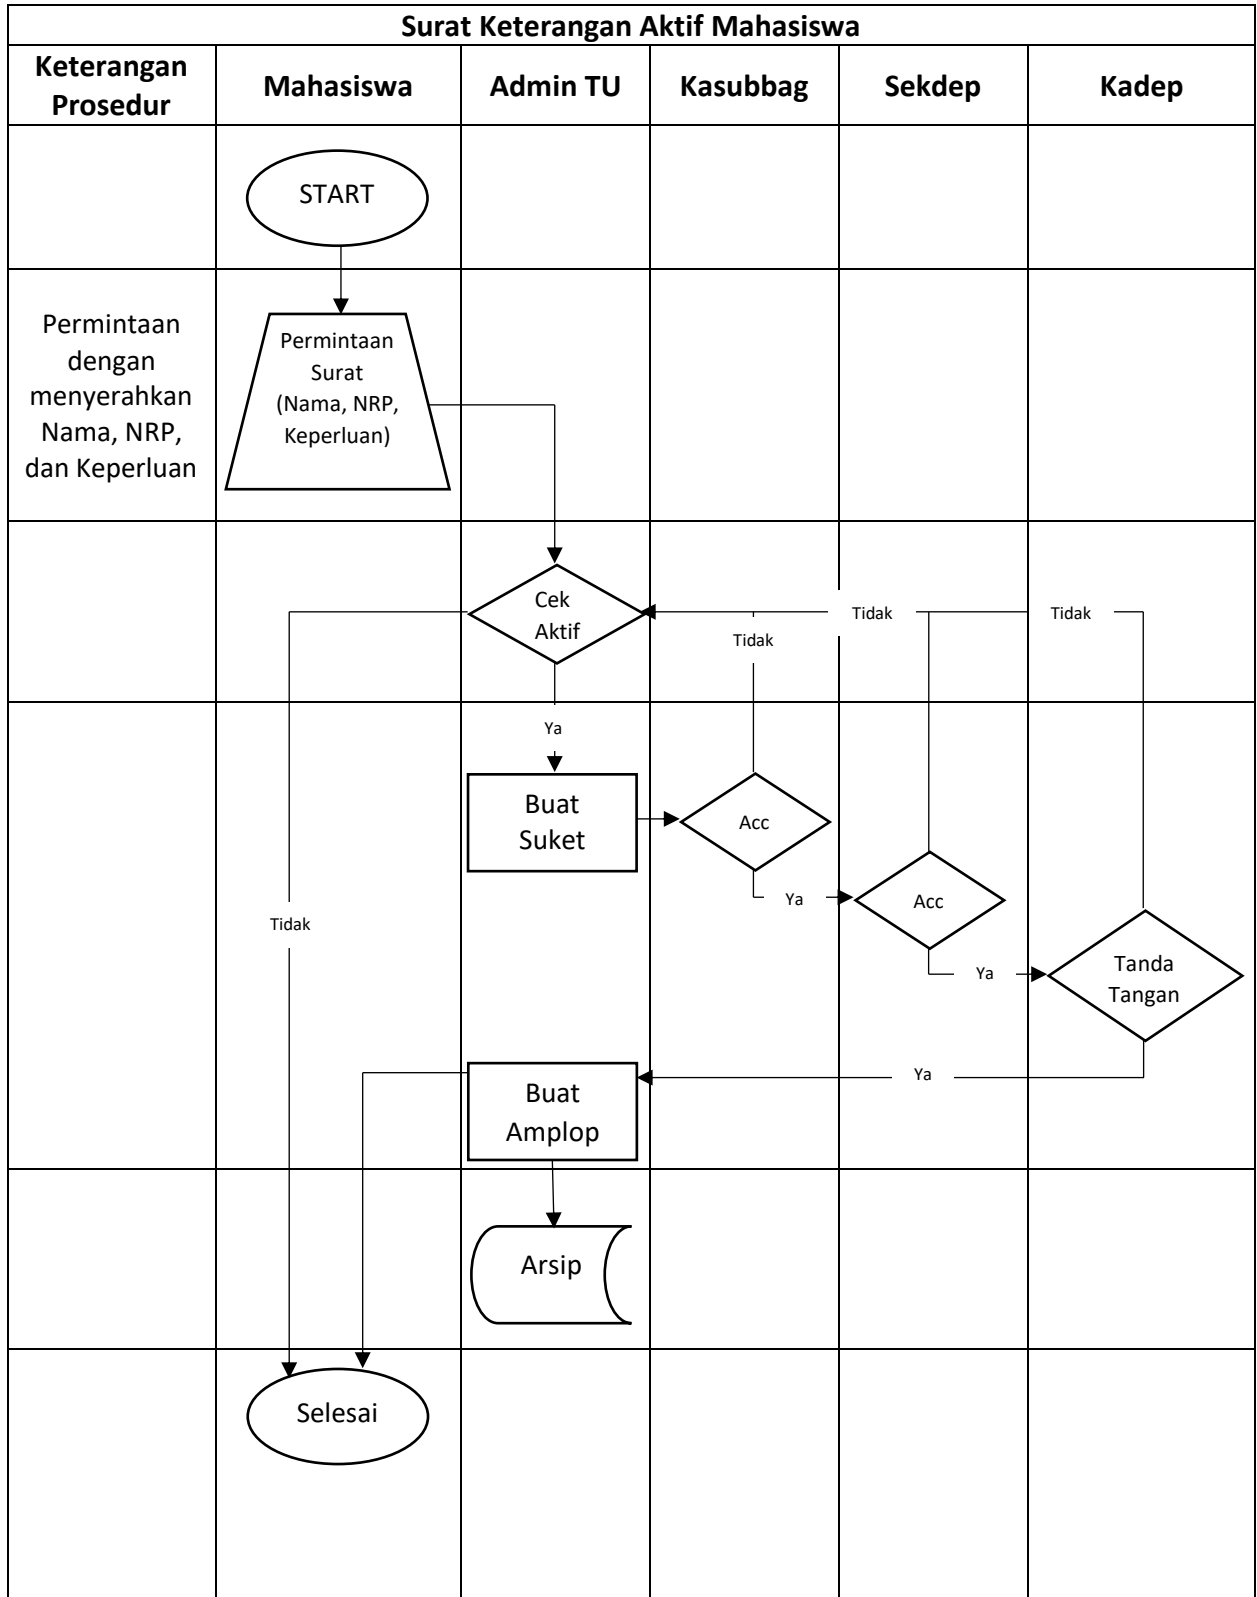 Surat Keterangan Aktif Mahasiswa
Keterangan
Prosedur
Mahasiswa
Admin TU
Kasubbag
Sekdep
Kadep
START
Permintaan
dengan
menyerahkan
Nama, NRP,
dan Keperluan
Permintaan
Surat
(Nama, NRP,
Keperluan)
Cek
Aktif
Tidak
Tidak
Tidak
Ya
Buat
Suket
Acc
Ya
Acc
Tidak
Ya
Tanda
Tangan
Ya
Buat
Amplop
Arsip
Selesai